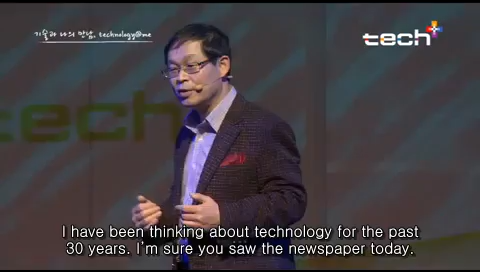 기술과 나의 만남, technology@me
tech+
tech+
I have been thinking about technology for the past
30 years. I'm sure you saw the newspaper today.